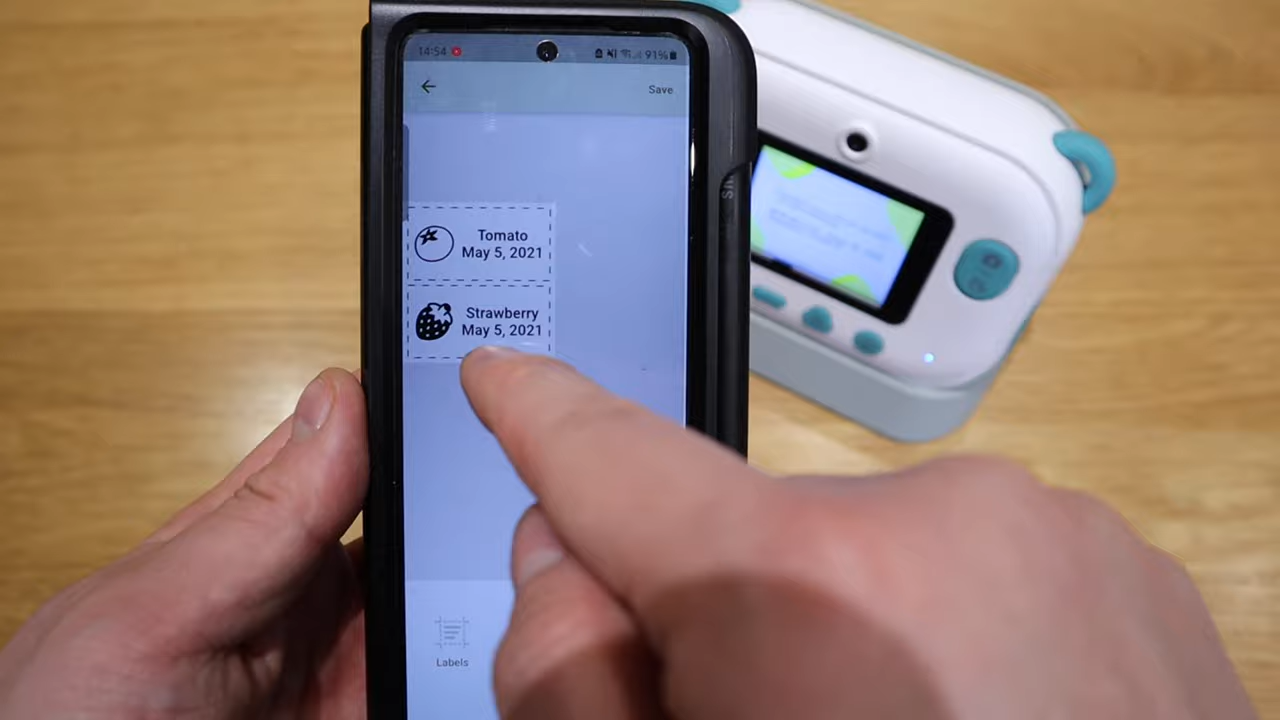 14:54
91%
Save
Tomato
May 5, 2021
Strawberry
May 5, 2021
Labels